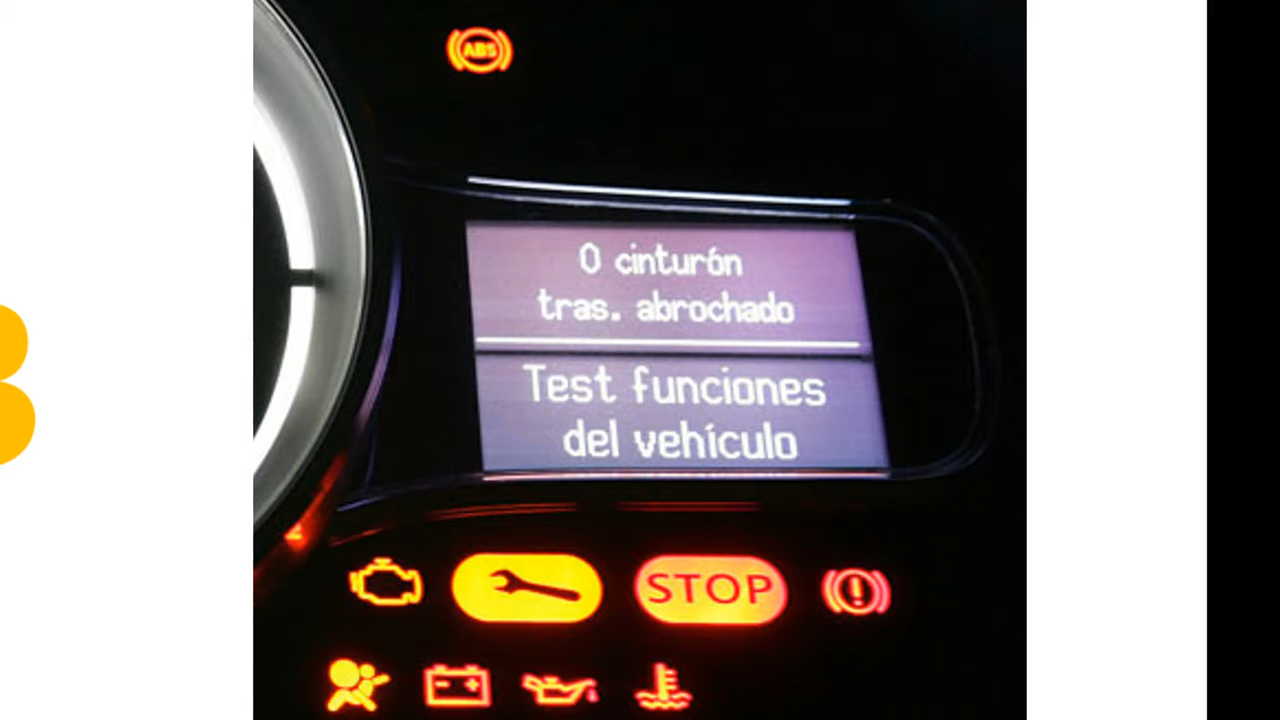 ABS
0 cinturón
tras. abrochado
Test funciones
del vehículo
STOP